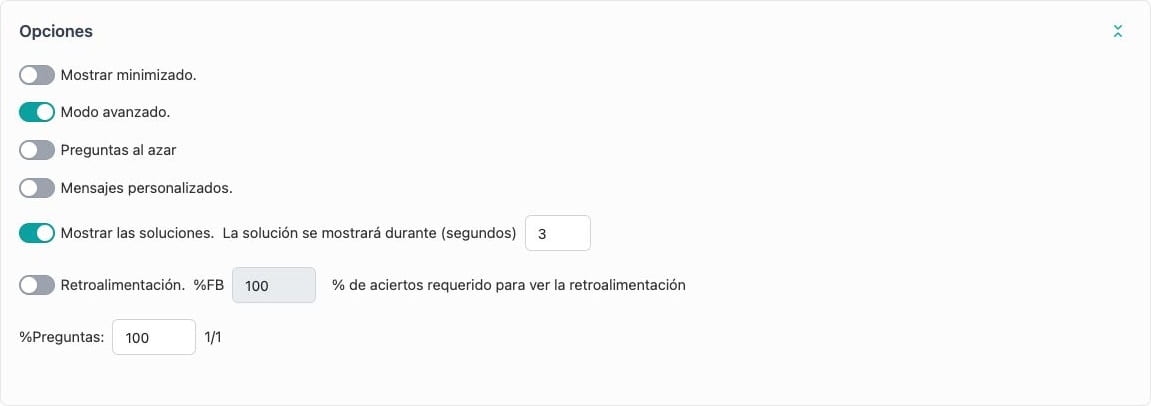 Opciones
Mostrar minimizado.
Modo avanzado.
Preguntas al azar
Mensajes personalizados.
Mostrar las soluciones. La solución se mostrará durante (segundos) 3
Retroalimentación. %FB 100 % de aciertos requerido para ver la retroalimentación
%Preguntas: 100 1/1